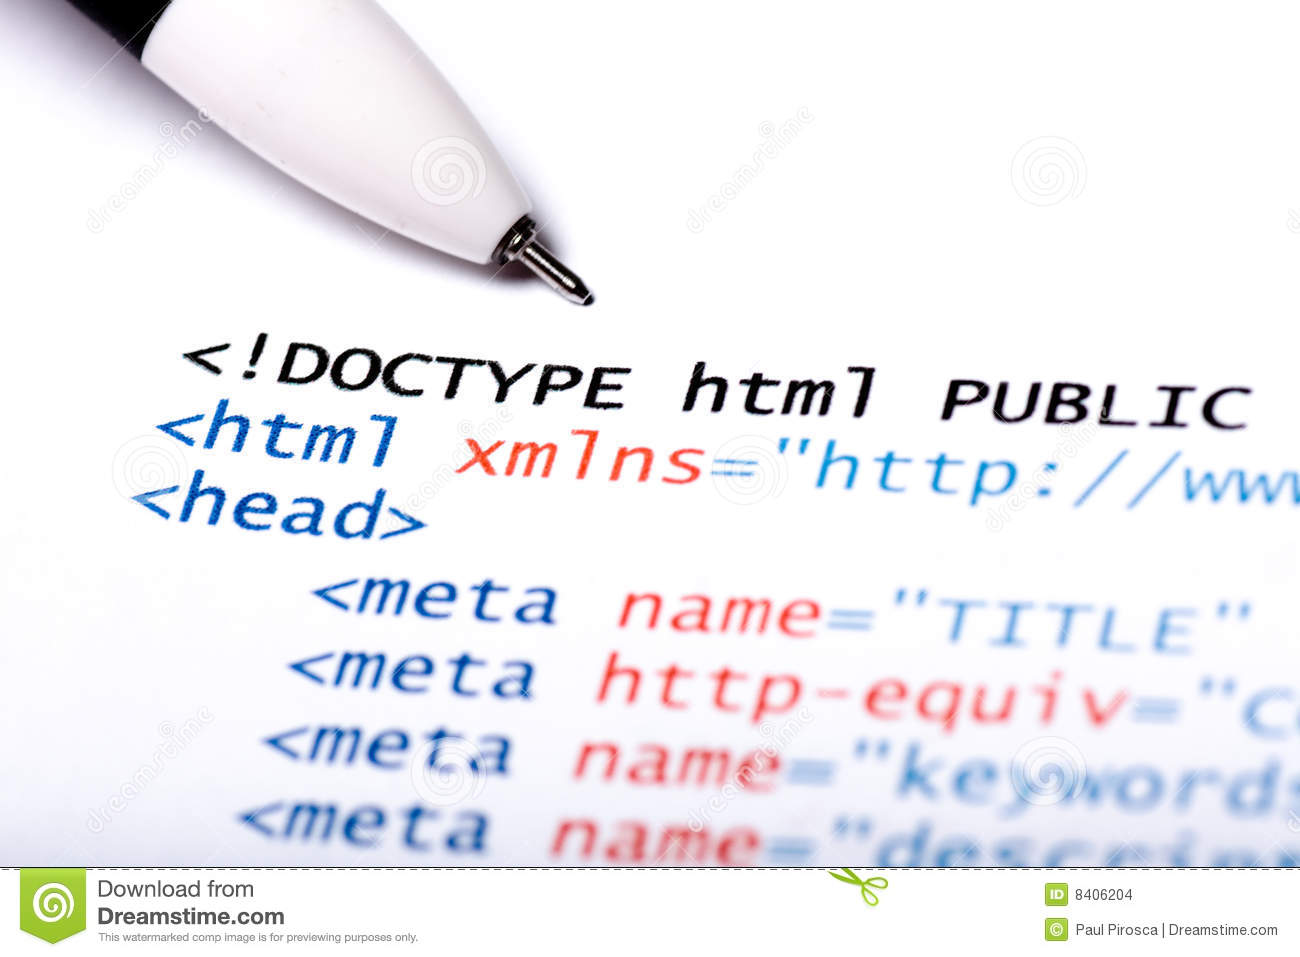 <!DOCTYPE html PUBLIC
<html xmlns="http://www
<head>
<meta name="TITLE"
<meta http-equiv="C
<meta name="keywords
<meta name="descrip
Download from
Dreamstime.com
This watermarked comp image is for previewing purposes only.
ID 8406204
© Paul Pirosca | Dreamstime.com